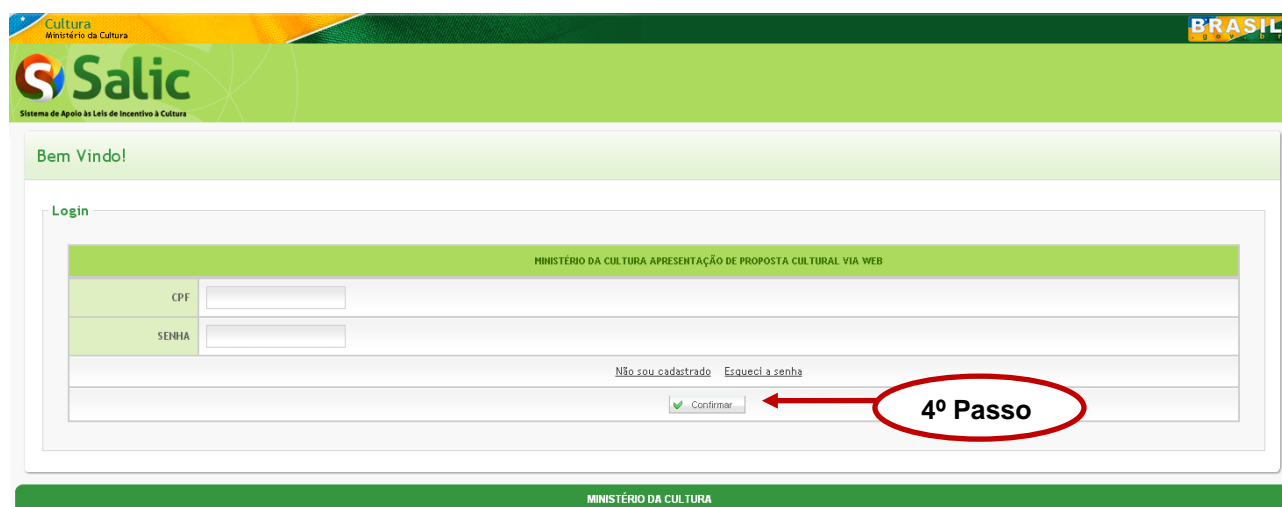 Cultura
Ministério da Cultura
BRASIL
.gov.br
Salic
Sistema de Apoio às Leis de Incentivo à Cultura
Bem Vindo!
Login
MINISTÉRIO DA CULTURA APRESENTAÇÃO DE PROPOSTA CULTURAL VIA WEB
CPF
SENHA
Não sou cadastrado Esqueci a senha
Confirmar
4º Passo
MINISTÉRIO DA CULTURA